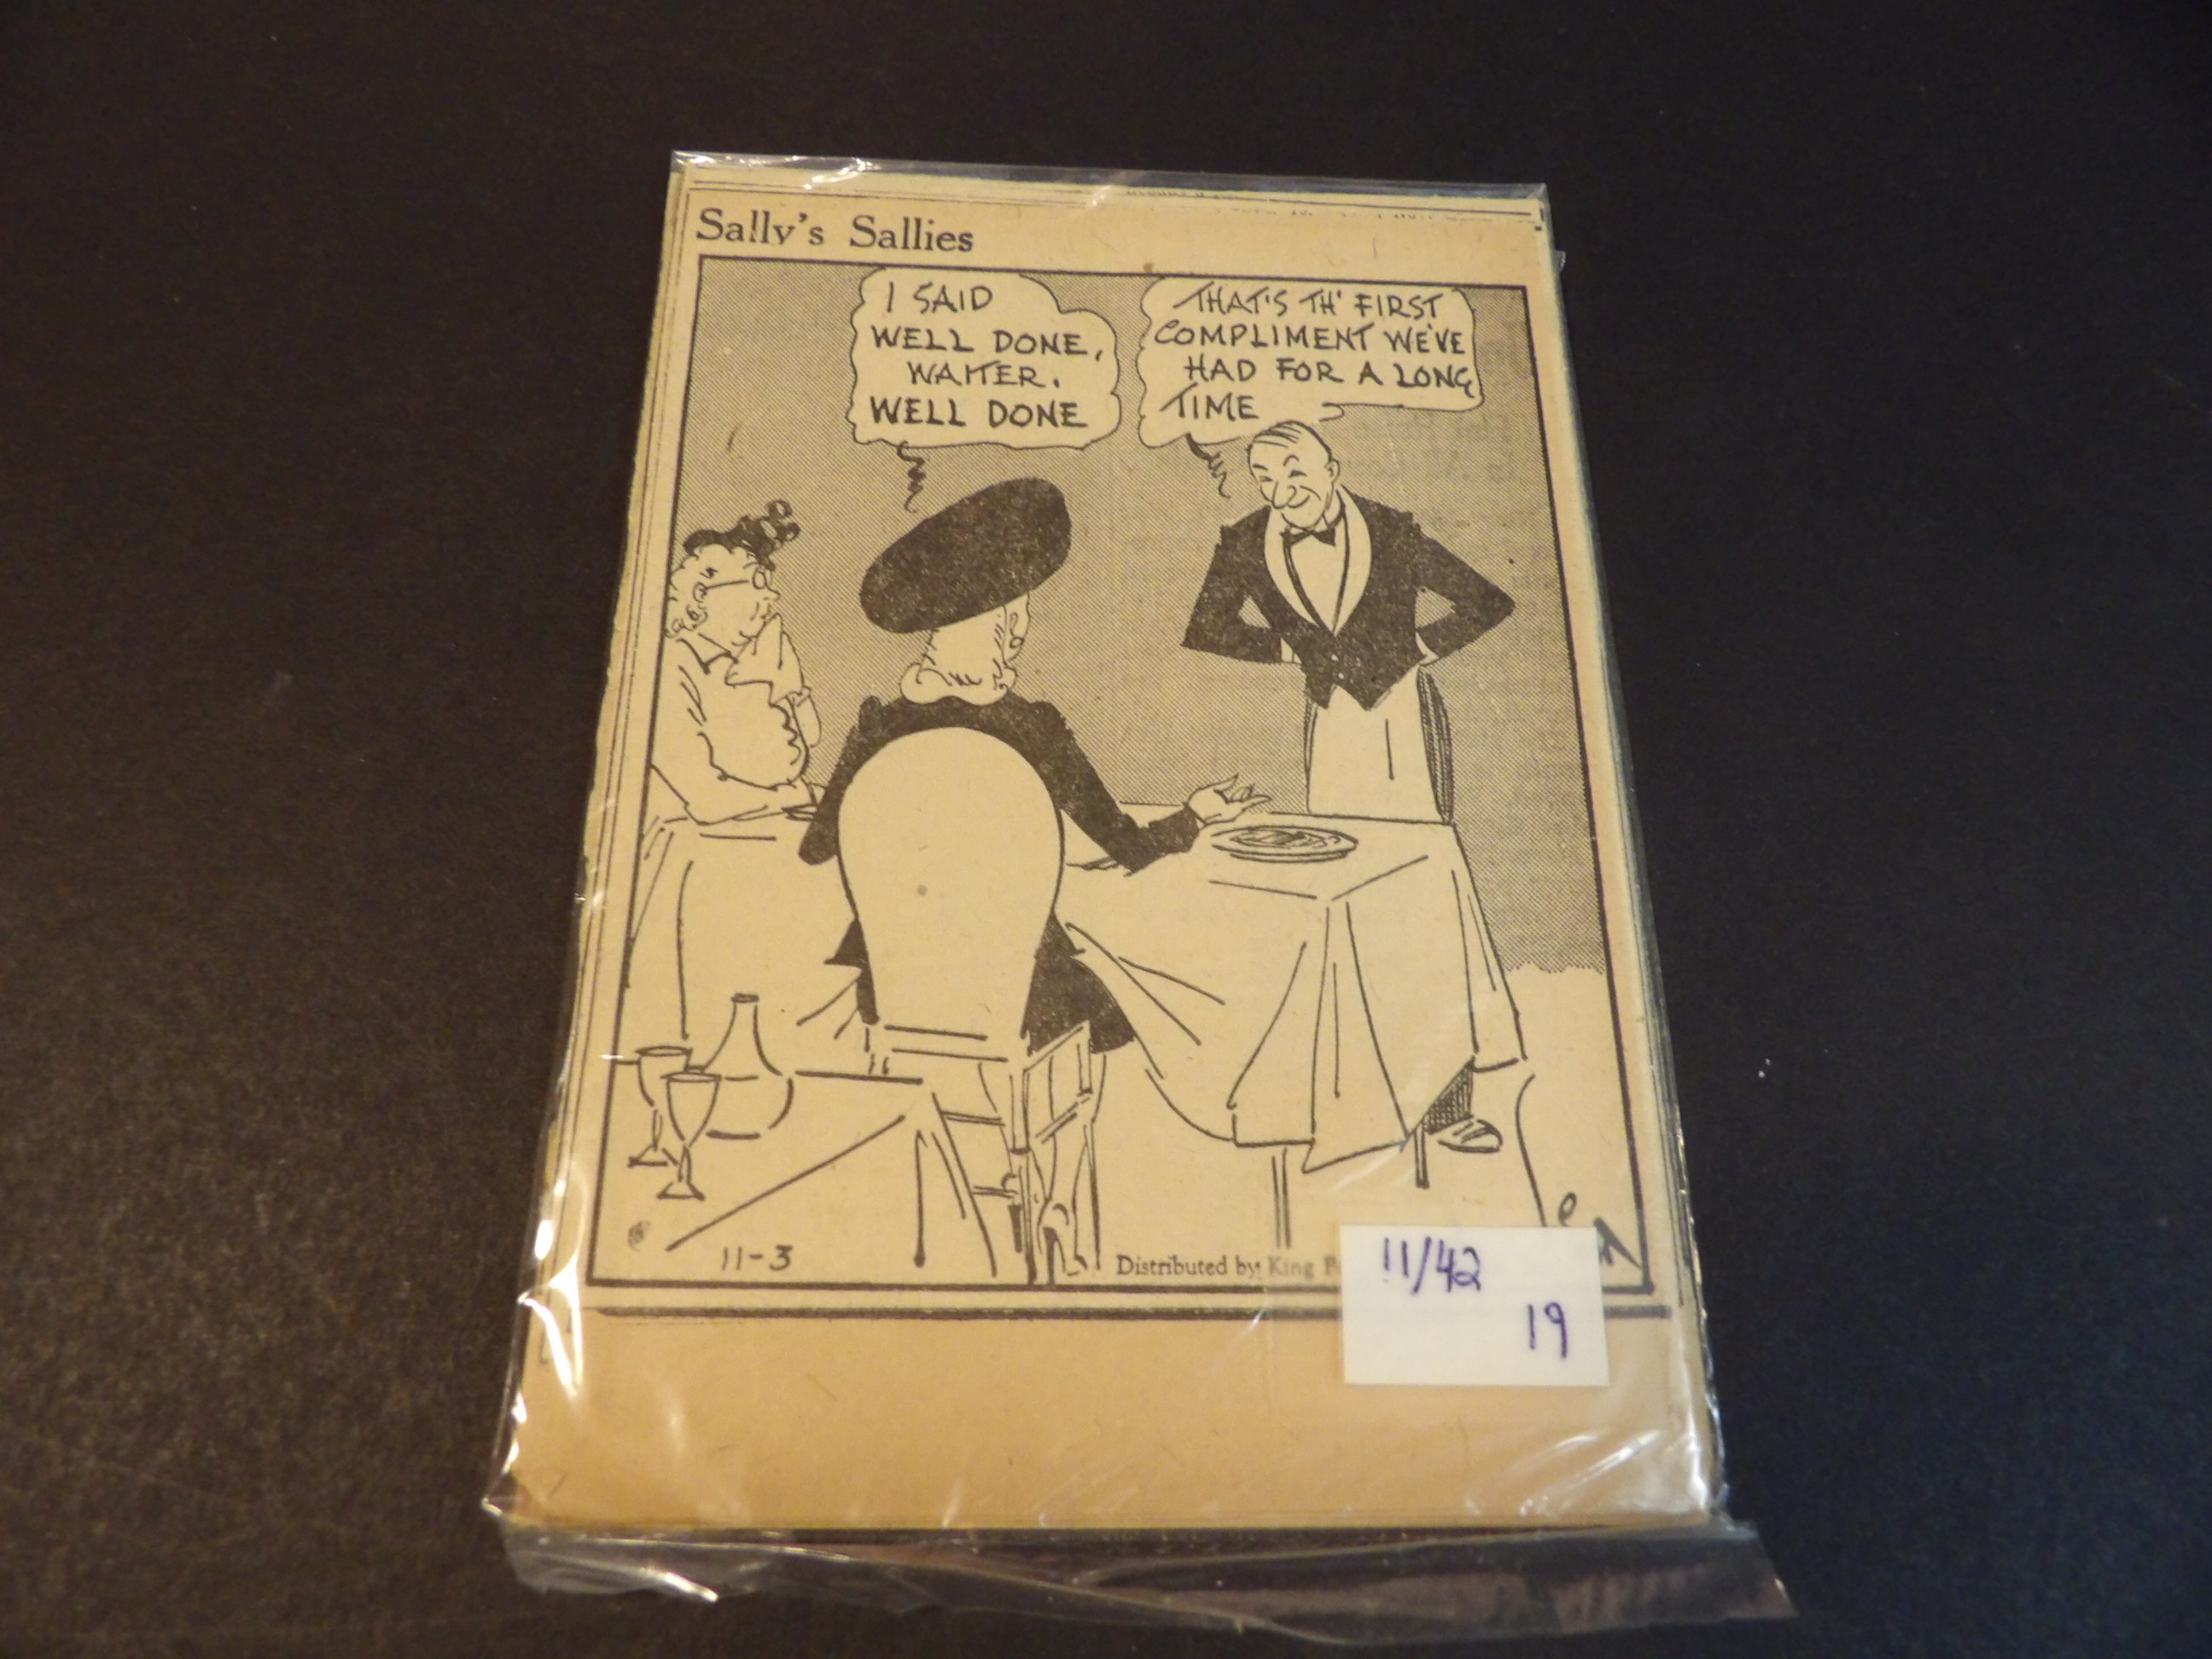 Sally's Sallies
I SAID
WELL DONE,
WAITER.
WELL DONE
THAT'S TH' FIRST
COMPLIMENT WE'VE
HAD FOR A LONG
TIME
11-3
Distributed by King
11/42
19